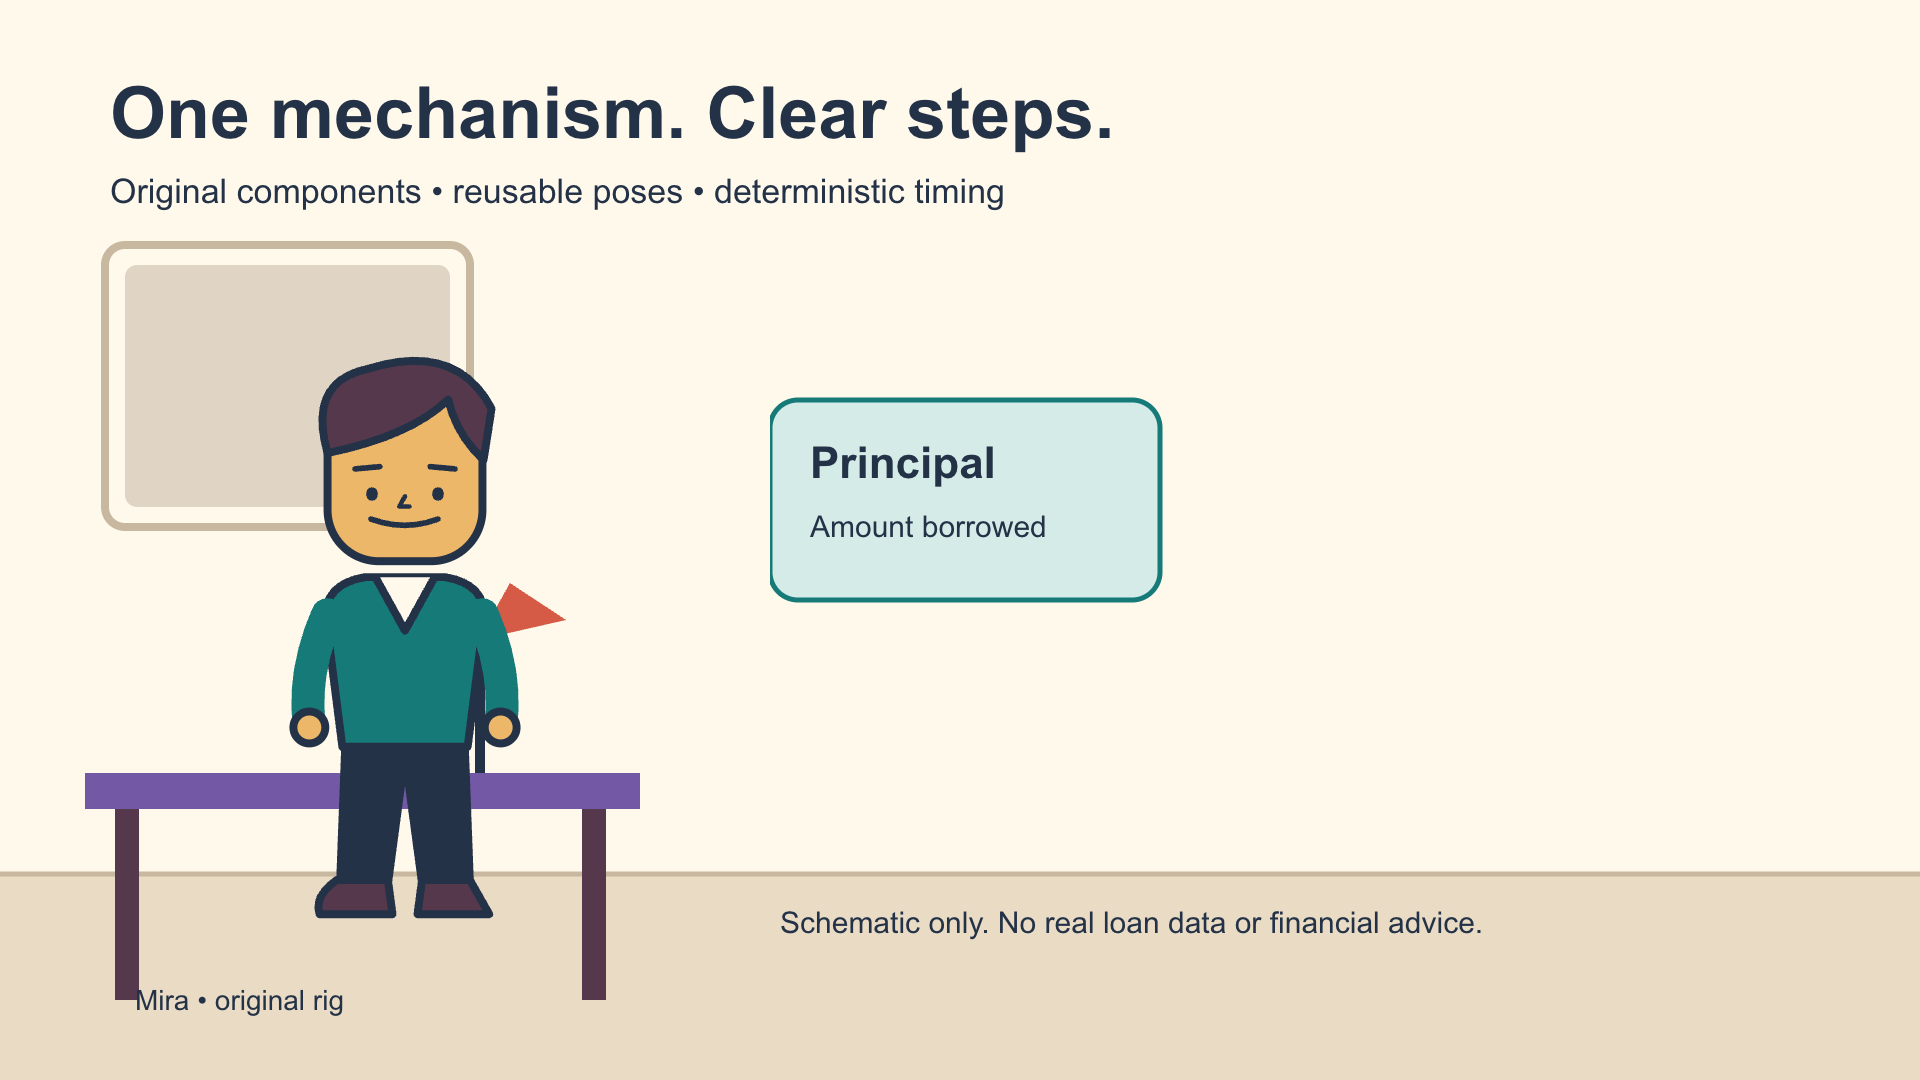 One mechanism. Clear steps.
Original components • reusable poses • deterministic timing
Principal
Amount borrowed
Schematic only. No real loan data or financial advice.
Mira • original rig